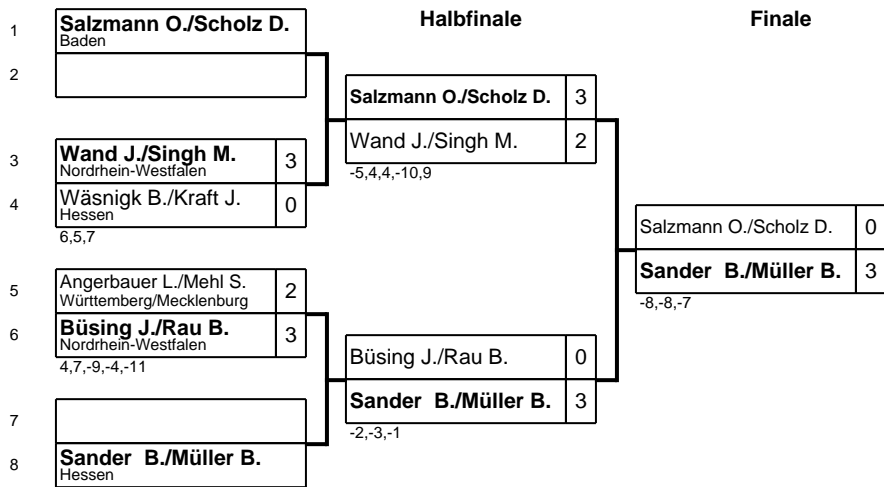 Halbfinale
Finale
1
Salzmann O./Scholz D.
Baden
2
3
Wand J./Singh M.
Nordrhein-Westfalen
3
4
Wäsnigk B./Kraft J.
Hessen
0
6,5,7
5
Angerbauer L./Mehl S.
Württemberg/Mecklenburg
2
6
Büsing J./Rau B.
Nordrhein-Westfalen
3
4,7,-9,-4,-11
7
8
Sander B./Müller B.
Hessen
Salzmann O./Scholz D. 3
Wand J./Singh M. 2
-5,4,4,-10,9
Büsing J./Rau B. 0
Sander B./Müller B. 3
-2,-3,-1
Salzmann O./Scholz D. 0
Sander B./Müller B. 3
-8,-8,-7